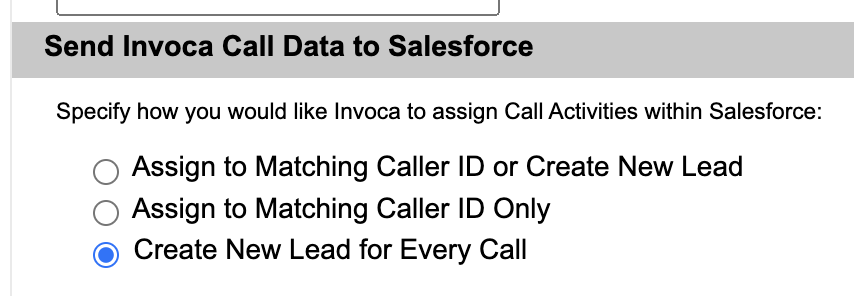 Send Invoca Call Data to Salesforce
Specify how you would like Invoca to assign Call Activities within Salesforce:
Assign to Matching Caller ID or Create New Lead
Assign to Matching Caller ID Only
Create New Lead for Every Call